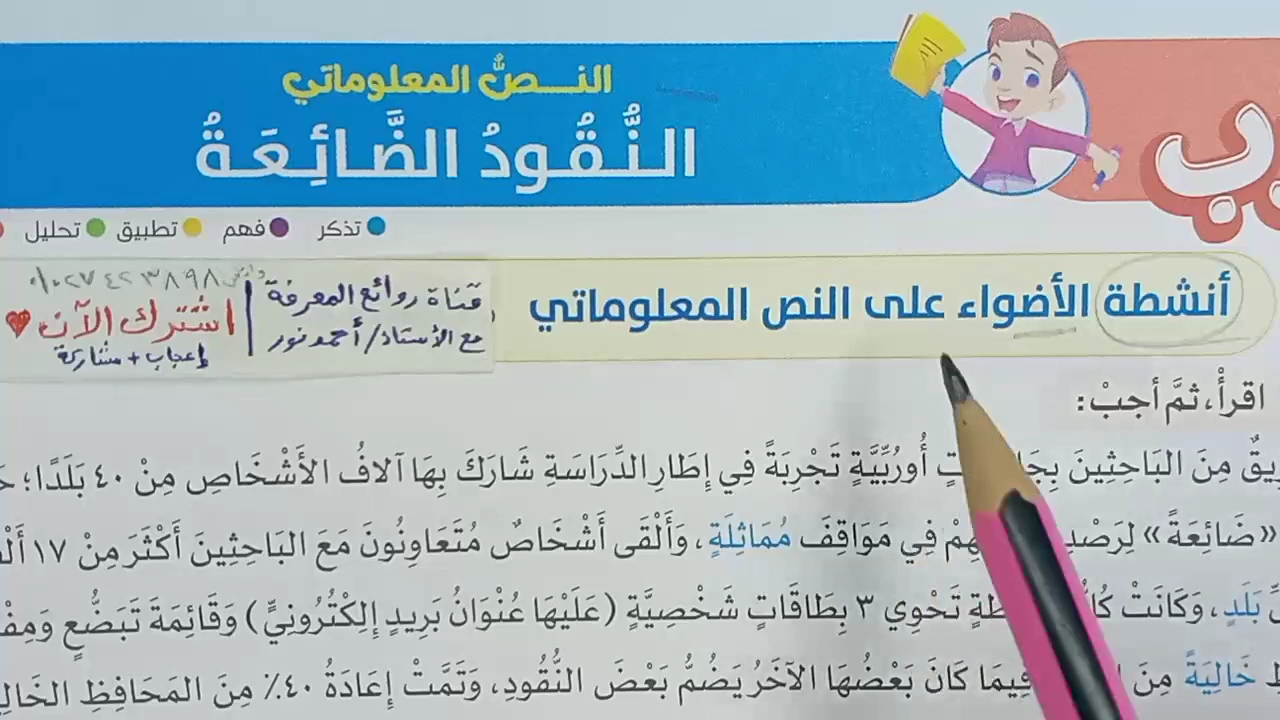 النص المعلوماتي
النُّقُودُ الضَّائِعَةُ
تذكر فهم تطبيق تحليل
أنشطة الأضواء على النص المعلوماتي
قناة روائع المعرفة
مع الأستاذ/ أحمد نور
اشترك الآن
إعجاب + مشاركة
اقرأْ، ثمَّ أجبْ:
مِنَ البَاحِثِينَ أُورُبِّيَّةٍ تَجْرِبَةً فِي إِطَارِ الدِّرَاسَةِ شَارَكَ بِهَا آلافُ الأَشْخَاصِ مِنْ ٤٠ بَلَدًا؛
«ضَائِعَةً» فِي مَوَاقِفَ مُمَاثِلَةٍ، وَأَلْقَى أَشْخَاصٌ مُتَعَاوِنُونَ مَعَ البَاحِثِينَ أَكْثَرَ مِنْ ١٧
بَلَدٍ، وَكَانَتْ تَحْوِي ٣ بِطَاقَاتٍ شَخْصِيَّةٍ (عَلَيْهَا عُنْوَانُ بَرِيدٍ إِلِكْتُرُونِيٍّ) وَقَائِمَةَ تَبَضُّعٍ
خَالِيَةً مِنَ فِيمَا كَانَ بَعْضُهَا الآخَرُ يَضُمُّ بَعْضَ النُّقُودِ، وَتَمَّتْ إِعَادَةُ ٤٠٪ مِنَ المَحَافِظِ